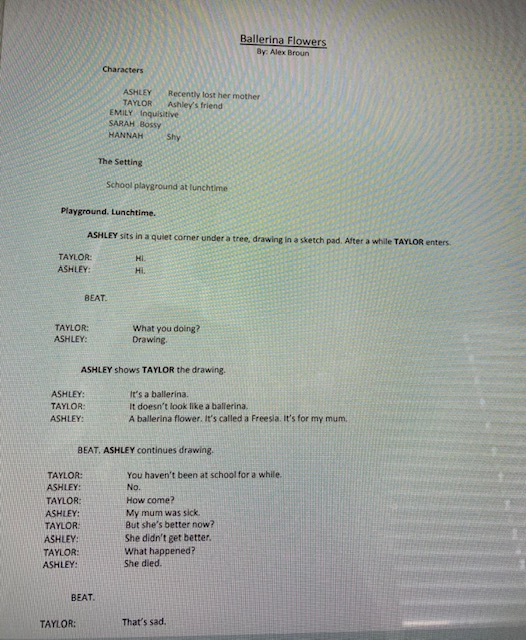 Ballerina Flowers
By: Alex Broun
Characters
ASHLEY Recently lost her mother
TAYLOR Ashley's friend
EMILY Inquisitive
SARAH Bossy
HANNAH Shy
The Setting
School playground at lunchtime
Playground. Lunchtime.
ASHLEY sits in a quiet corner under a tree, drawing in a sketch pad. After a while TAYLOR enters.
TAYLOR: Hi.
ASHLEY: Hi.
BEAT.
TAYLOR: What you doing?
ASHLEY: Drawing.
ASHLEY shows TAYLOR the drawing.
ASHLEY: It's a ballerina.
TAYLOR: It doesn't look like a ballerina.
ASHLEY: A ballerina flower. It's called a Freesia. It's for my mum.
BEAT. ASHLEY continues drawing.
TAYLOR: You haven't been at school for a while.
ASHLEY: No.
TAYLOR: How come?
ASHLEY: My mum was sick.
TAYLOR: But she's better now?
ASHLEY: She didn't get better.
TAYLOR: What happened?
ASHLEY: She died.
BEAT.
TAYLOR: That's sad.